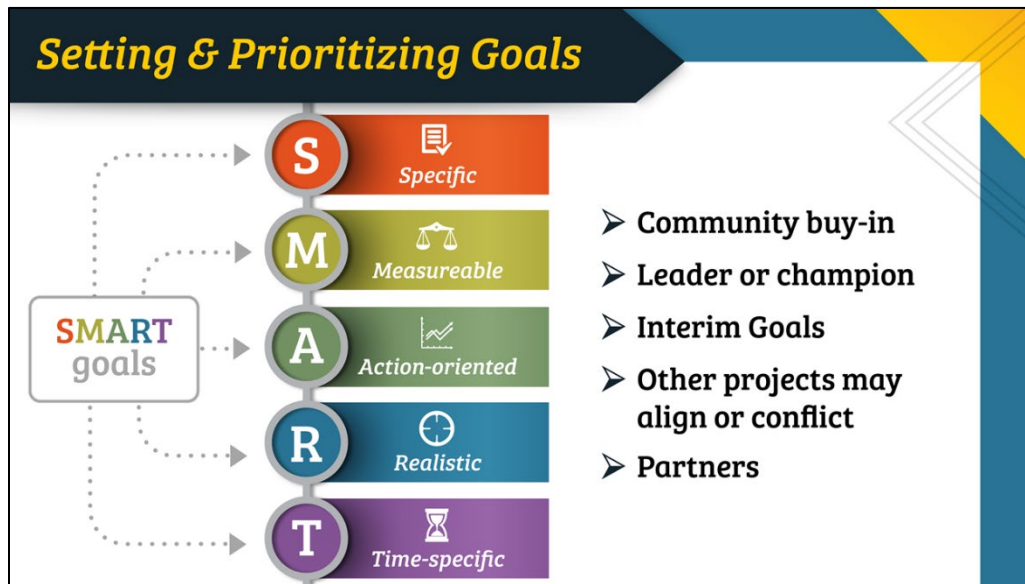 Setting & Prioritizing Goals
SMART
goals
S
Specific
M
Measureable
A
Action-oriented
R
Realistic
T
Time-specific
➢ Community buy-in
➢ Leader or champion
➢ Interim Goals
➢ Other projects may
align or conflict
➢ Partners